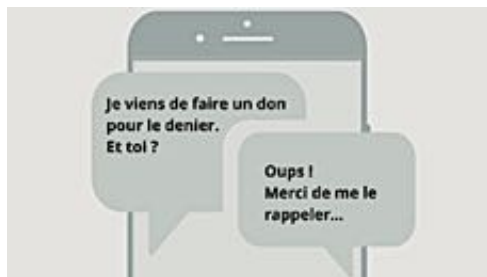 Je viens de faire un don
pour le denier.
Et toi ?
Oups !
Merci de me le
rappeler...